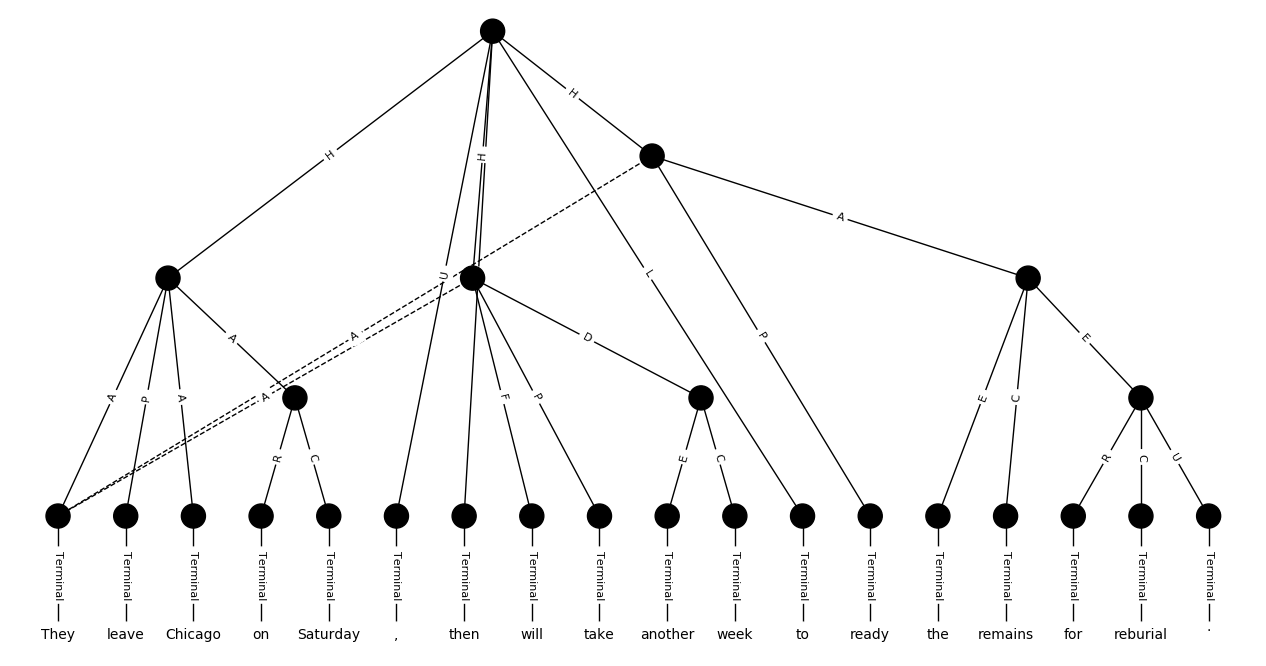 H
H
H
A
U
L
A
D
P
A
E
A
P
A
A
F
P
E
C
E
R
C
E
C
R
C
U
Terminal Terminal Terminal Terminal Terminal Terminal Terminal Terminal Terminal Terminal Terminal Terminal Terminal Terminal Terminal Terminal Terminal Terminal
They leave Chicago on Saturday , then will take another week to ready the remains for reburial .